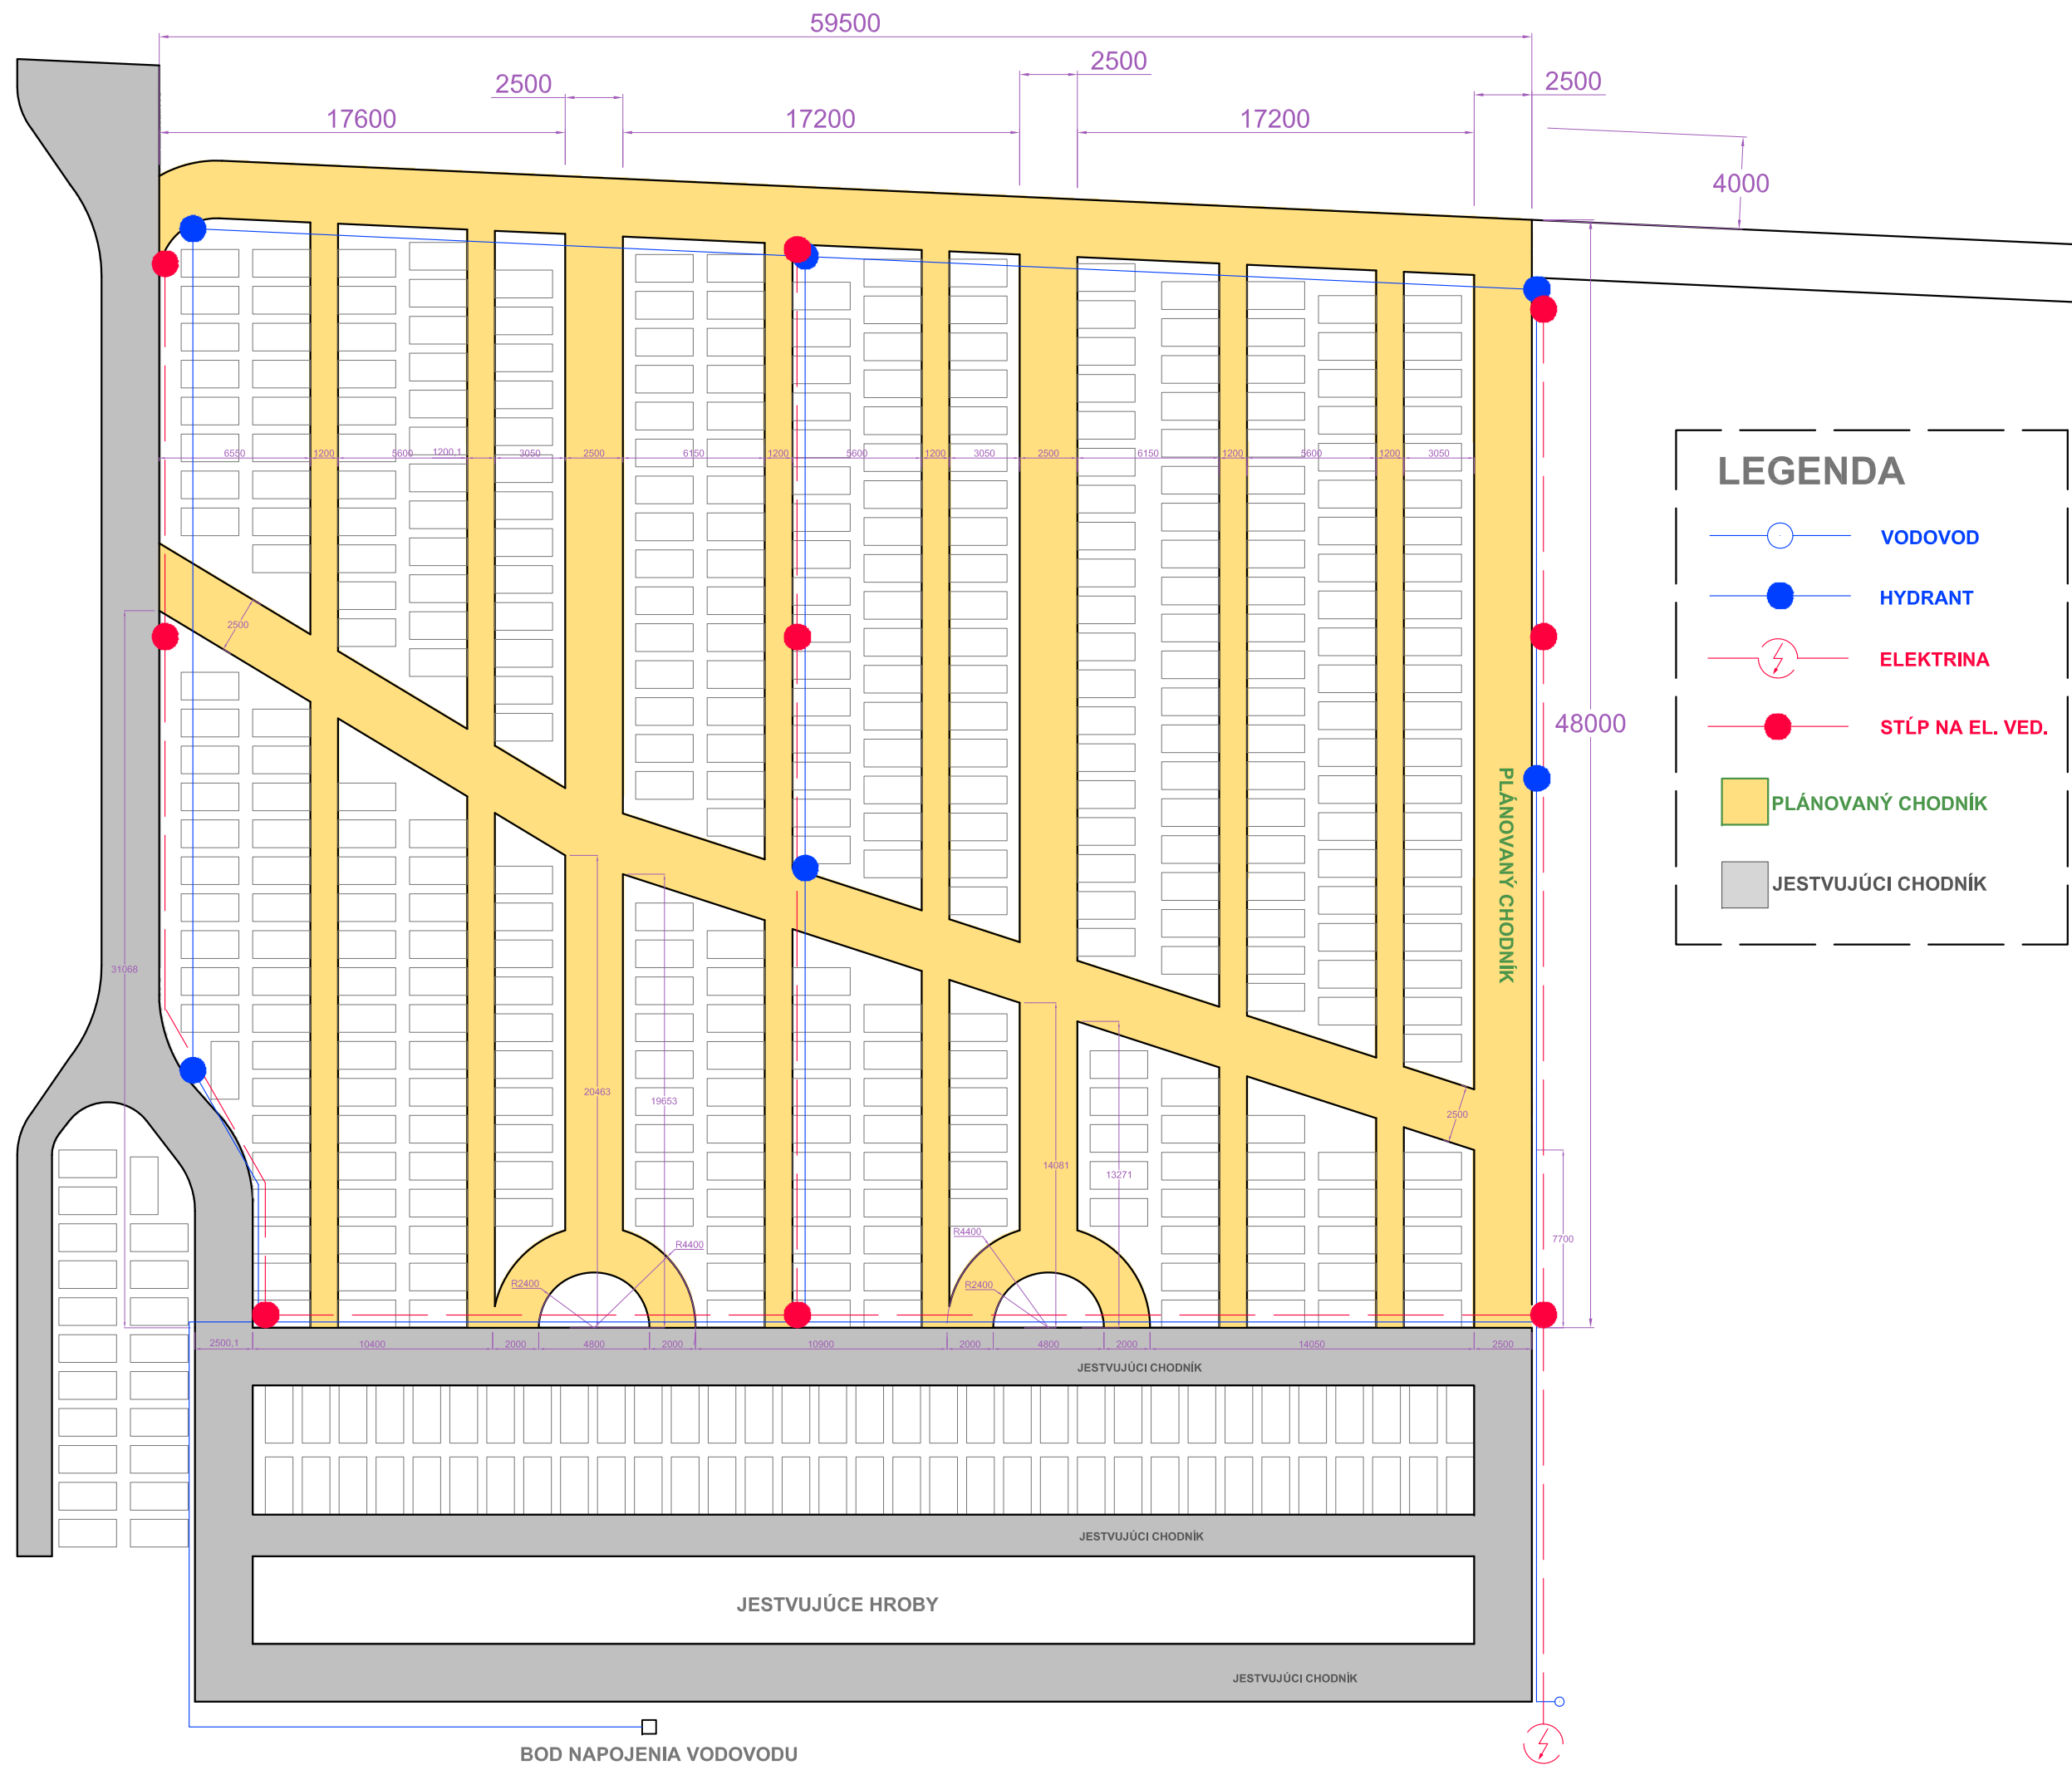 59500
2500
2500
2500
17600
17200
17200
4000
6550
1200
5600
1200,1
3050
2500
6150
1200
5600
1200
3050
2500
6150
1200
5600
1200
3050
LEGENDA
VODOVOD
HYDRANT
ELEKTRINA
STĹP NA EL. VED.
PLÁNOVANÝ CHODNÍK
JESTVUJÚCI CHODNÍK
2500
48000
PLÁNOVANÝ CHODNÍK
31068
20463
19653
14081
13271
2500
7700
R4400
R2400
R4400
R2400
2500,1
10400
2000
4800
2000
10900
2000
4800
2000
14050
2500
JESTVUJÚCI CHODNÍK
JESTVUJÚCI CHODNÍK
JESTVUJÚCE HROBY
JESTVUJÚCI CHODNÍK
BOD NAPOJENIA VODOVODU